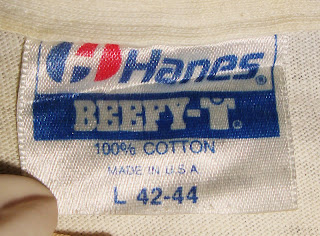 Hanes®
BEEFY-T®
100% COTTON
MADE IN U.S.A
L 42-44